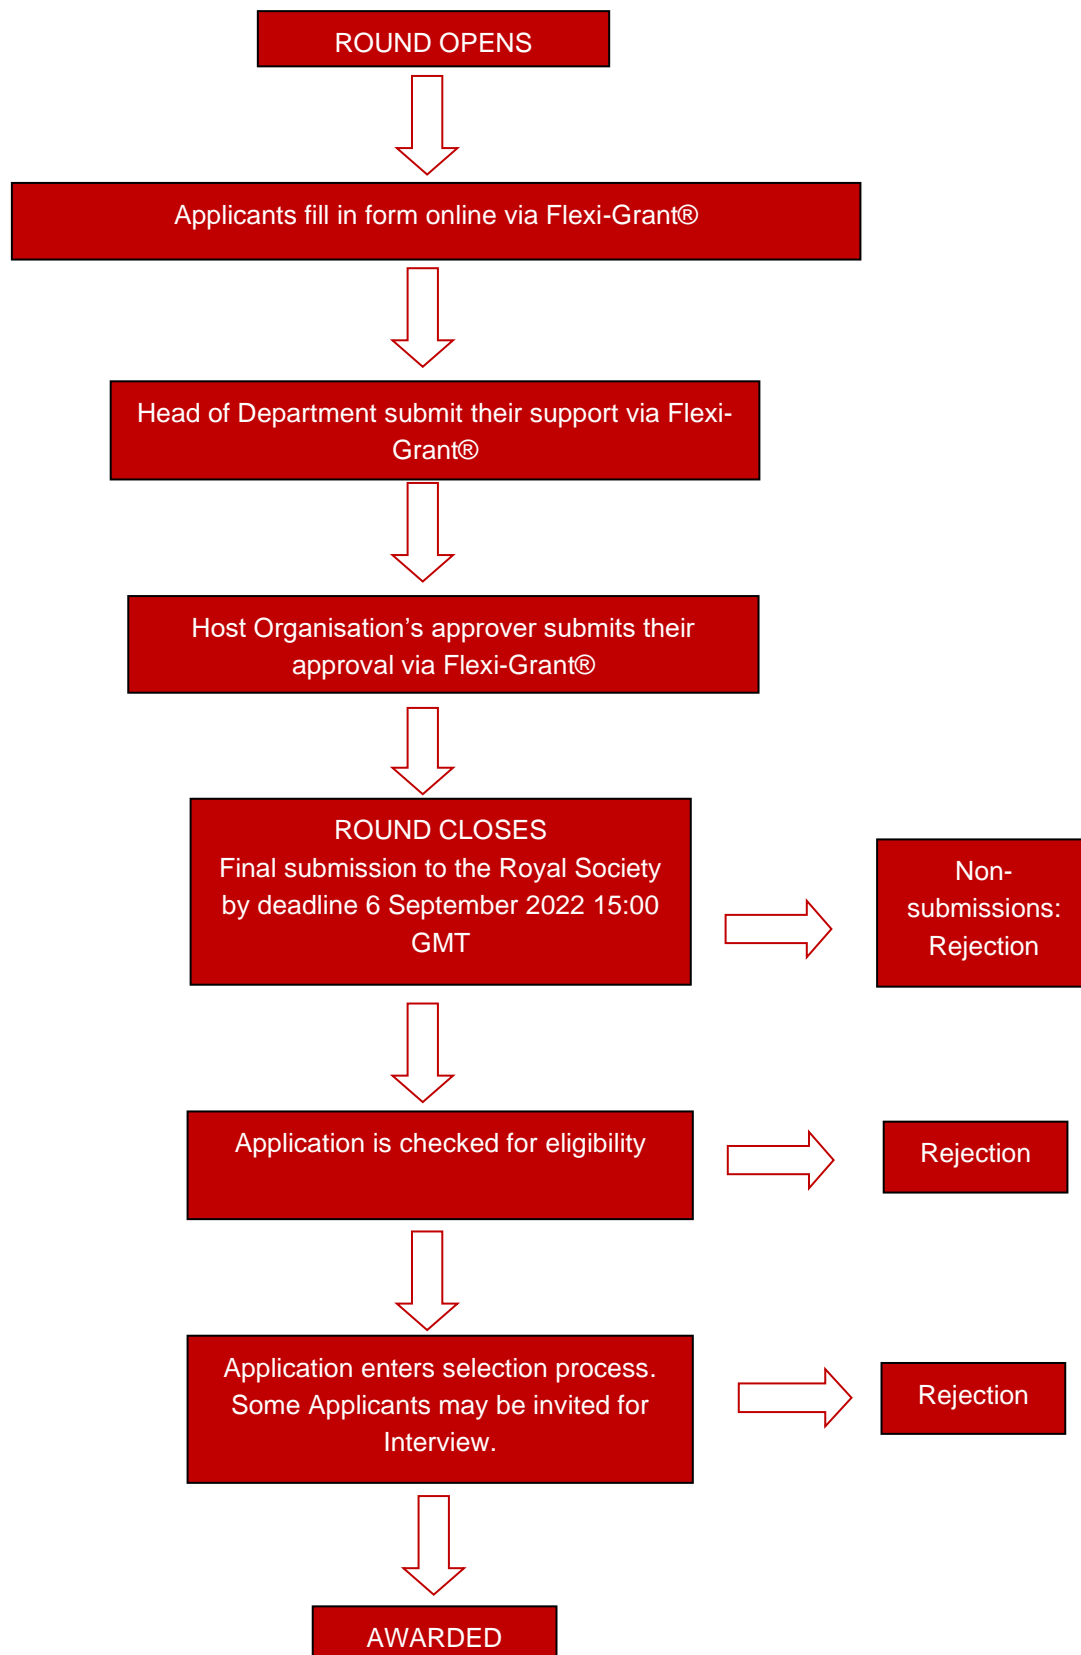 ROUND OPENS
Applicants fill in form online via Flexi-Grant®
Head of Department submit their support via Flexi-
Grant®
Host Organisation’s approver submits their
approval via Flexi-Grant®
ROUND CLOSES
Final submission to the Royal Society
by deadline 6 September 2022 15:00
GMT
Non-
submissions:
Rejection
Application is checked for eligibility
Rejection
Application enters selection process.
Some Applicants may be invited for
Interview.
Rejection
AWARDED